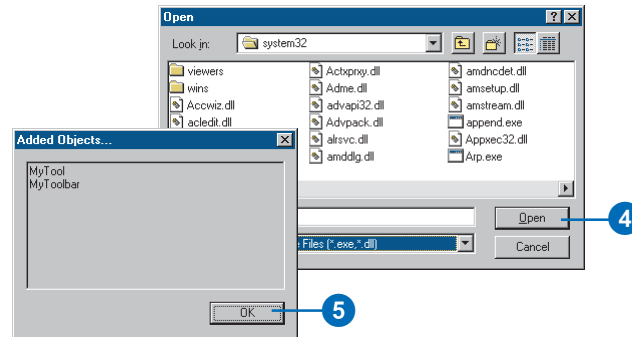 Open
Look in: system32
viewers
wins
Accwiz.dll
acledit.dll
Actxprxy.dll
Adme.dll
advapi32.dll
Advpack.dll
alrsvc.dll
amddlg.dll
amdncdet.dll
amsetup.dll
amstream.dll
append.exe
Appxec32.dll
Arp.exe
Open
4
Files (*.exe,*.dll)
Cancel
Added Objects...
MyTool
MyToolbar
OK
5